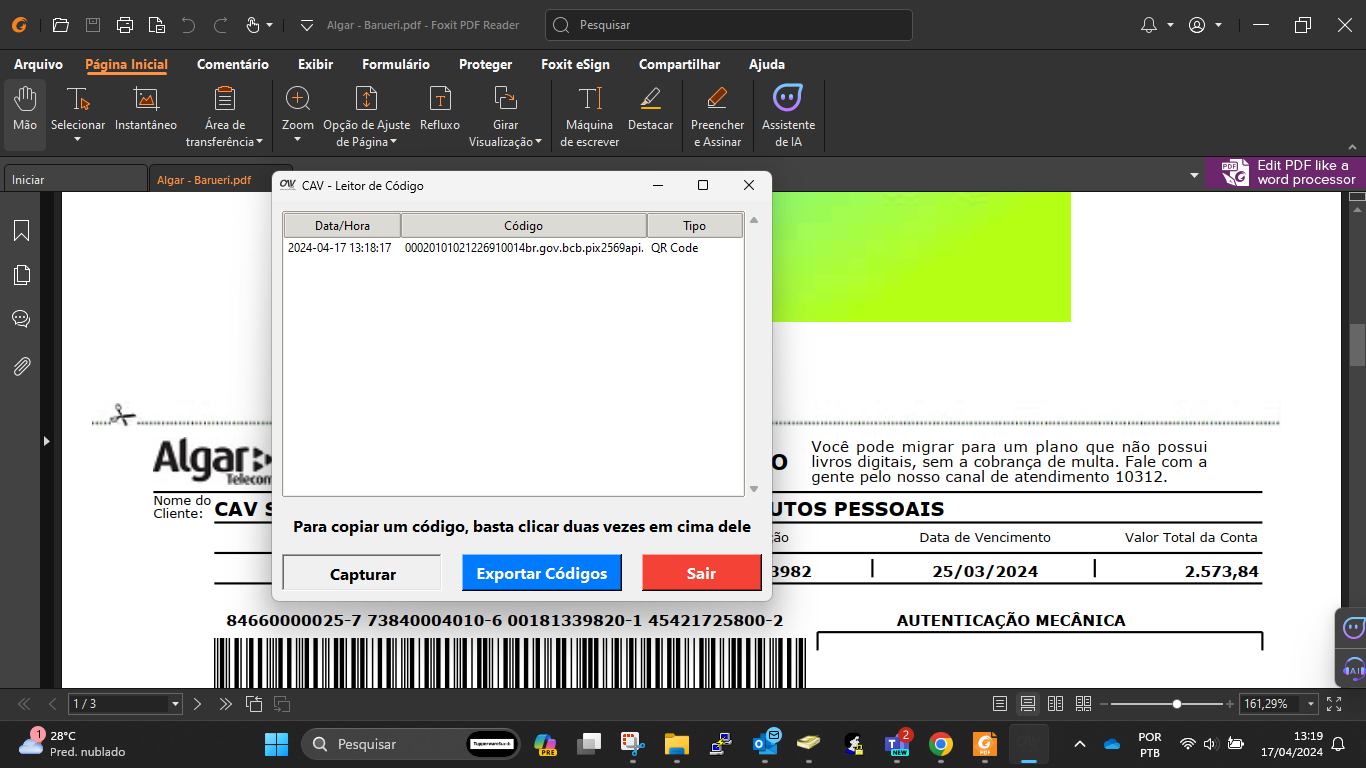 Algar - Barueri.pdf - Foxit PDF Reader
Pesquisar
Arquivo Página Inicial Comentário Exibir Formulário Proteger Foxit eSign Compartilhar Ajuda
Mão
Selecionar
Instantâneo
Área de
transferência
Zoom
Opção de Ajuste
de Página
Refluxo
Girar
Visualização
Máquina
de escrever
Destacar
Preencher
e Assinar
Assistente
de IA
Iniciar
Algar - Barueri.pdf
PDF
Edit PDF like a
word processor
CAV - Leitor de Código
Data/Hora Código Tipo
2024-04-17 13:18:17 00020101021226910014br.gov.bcb.pix2569api. QR Code
Para copiar um código, basta clicar duas vezes em cima dele
Capturar Exportar Códigos Sair
Algar
Telecom
O
Você pode migrar para um plano que não possui
livros digitais, sem a cobrança de multa. Fale com a
gente pelo nosso canal de atendimento 10312.
Nome do
Cliente:
CAV S
UTOS PESSOAIS
ão Data de Vencimento Valor Total da Conta
3982 25/03/2024 2.573,84
84660000025-7 73840004010-6 00181339820-1 45421725800-2
AUTENTICAÇÃO MECÂNICA
AI
1 / 3
161,29%
1
28°C
Pred. nublado
Pesquisar
Tupperware
PRE
NEW
2
POR
PTB
13:19
17/04/2024